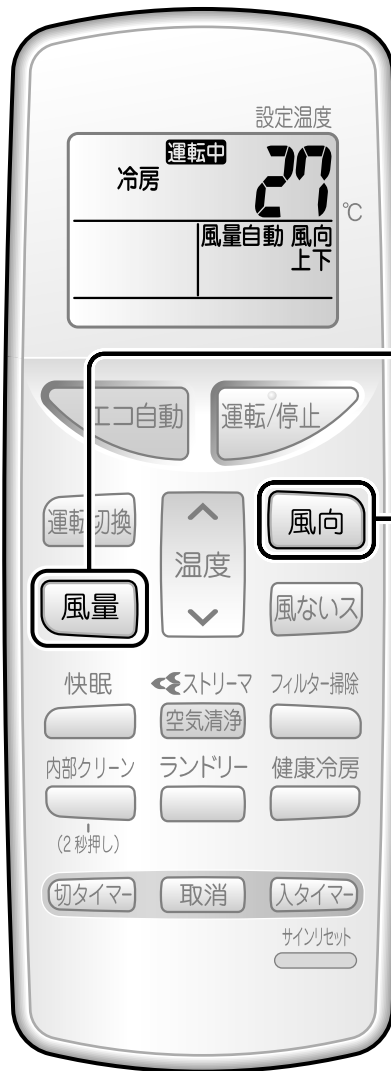 設定温度
運転中
冷房
27
℃
風量自動 風向
上下
エコ自動
運転/停止
運転切換
温度
風向
風量
風ないス
快眠
ストリーマ
空気清浄
フィルター掃除
内部クリーン
ランドリー
健康冷房
(2秒押し)
切タイマー
取消
入タイマー
サインリセット